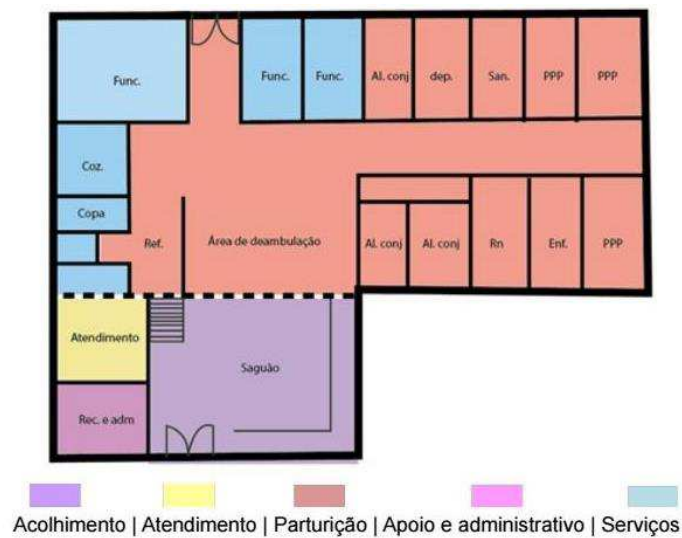 Func.
Func.
Func.
Al. conj
dep.
San.
PPP
PPP
Coz.
Copa
Ref.
Área de deambulação
Al. conj
Al. conj
Rn
Enf.
PPP
Atendimento
Saguão
Rec. e adm
Acolhimento | Atendimento | Parturição | Apoio e administrativo | Serviços